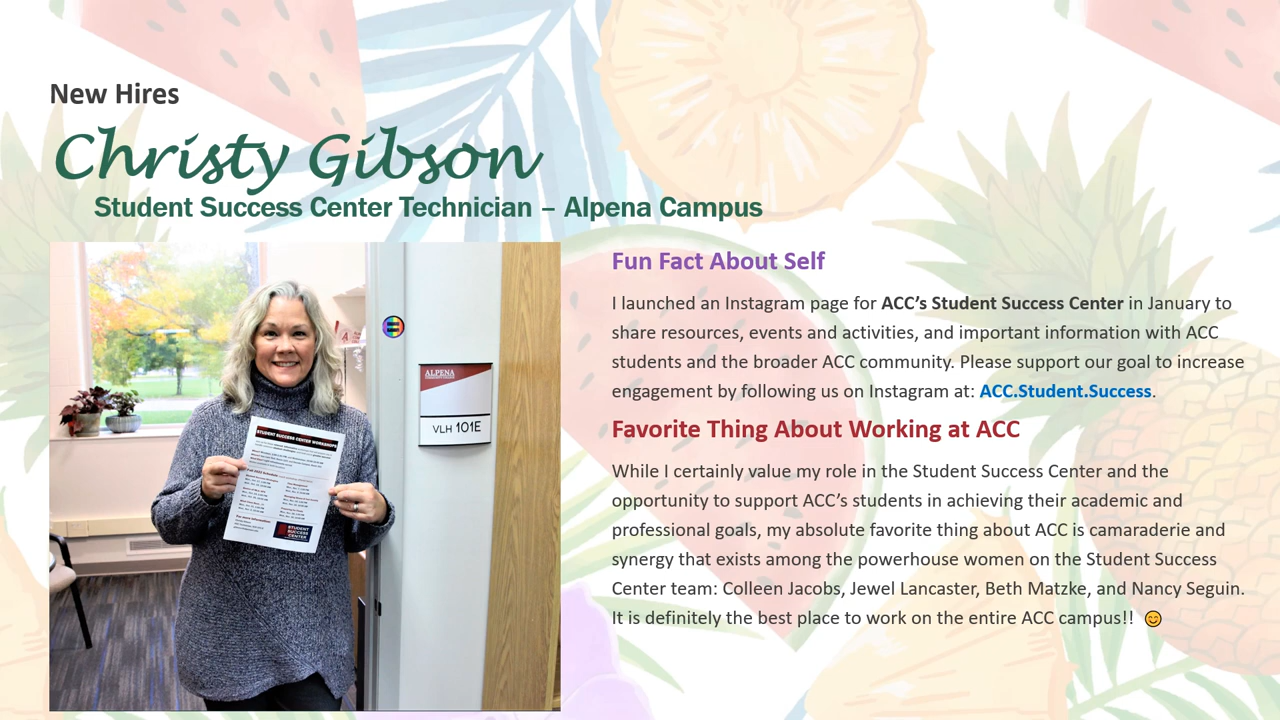 New Hires
Christy Gibson
Student Success Center Technician – Alpena Campus
Fun Fact About Self
I launched an Instagram page for ACC’s Student Success Center in January to
share resources, events and activities, and important information with ACC
students and the broader ACC community. Please support our goal to increase
engagement by following us on Instagram at: ACC.Student.Success.
Favorite Thing About Working at ACC
While I certainly value my role in the Student Success Center and the
opportunity to support ACC’s students in achieving their academic and
professional goals, my absolute favorite thing about ACC is camaraderie and
synergy that exists among the powerhouse women on the Student Success
Center team: Colleen Jacobs, Jewel Lancaster, Beth Matzke, and Nancy Seguin.
It is definitely the best place to work on the entire ACC campus!! 😊
ALPENA
VLH 101E
STUDENT SUCCESS CENTER WORKSHOPS
STUDENT
SUCCESS
CENTER